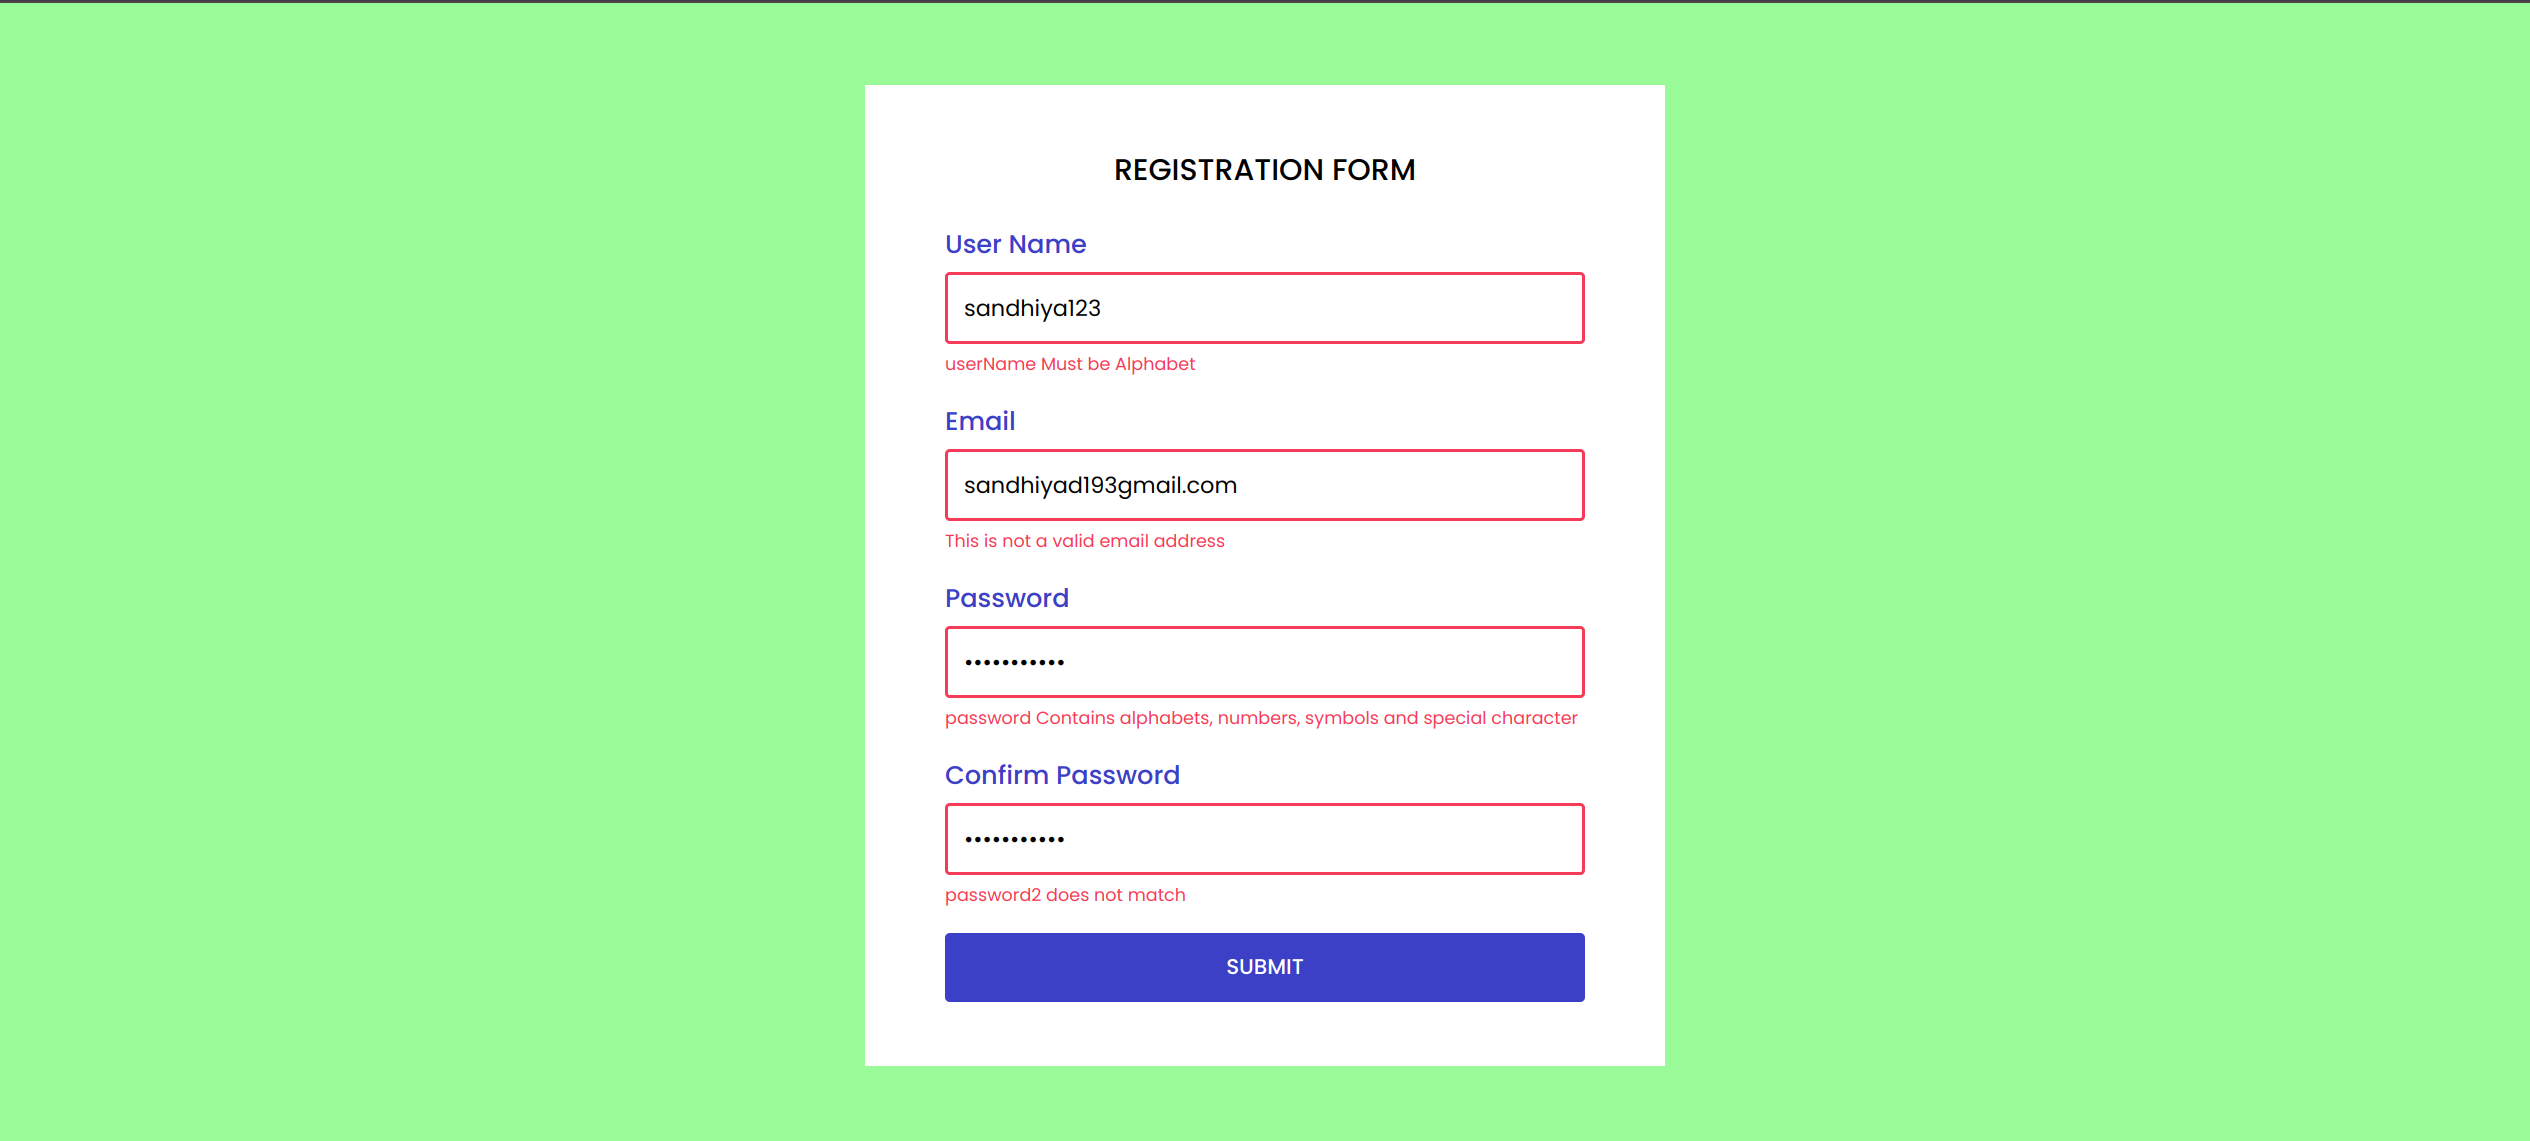 REGISTRATION FORM
User Name
sandhiya123
userName Must be Alphabet
Email
sandhiyad193gmail.com
This is not a valid email address
Password
•••••••••••
password Contains alphabets, numbers, symbols and special character
Confirm Password
•••••••••••
password2 does not match
SUBMIT